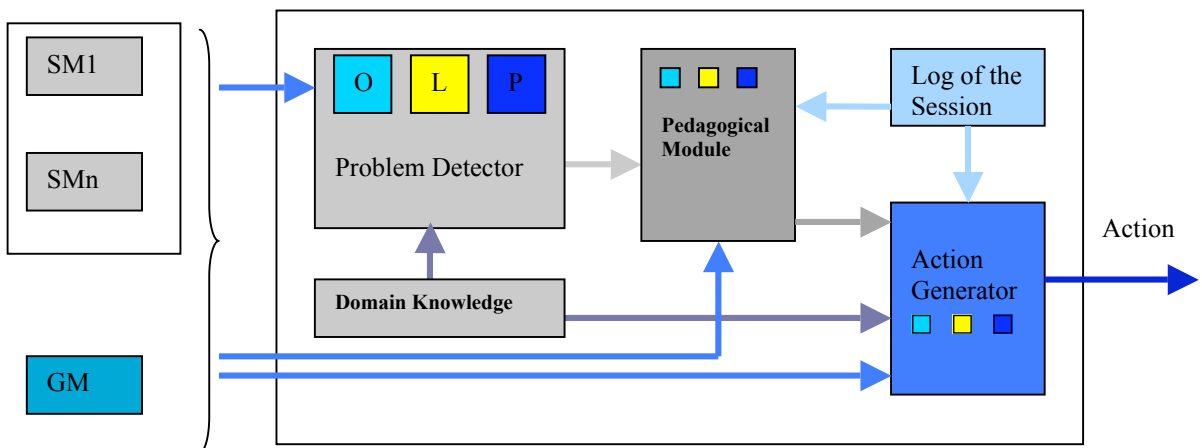 SM1
SMn
GM
O L P
Problem Detector
Domain Knowledge
Pedagogical
Module
Log of the
Session
Action
Generator
Action